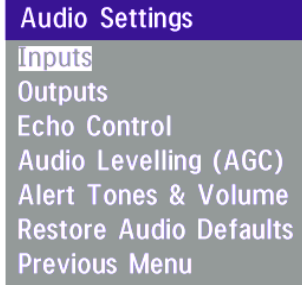 Audio Settings
Inputs
Outputs
Echo Control
Audio Levelling (AGC)
Alert Tones & Volume
Restore Audio Defaults
Previous Menu